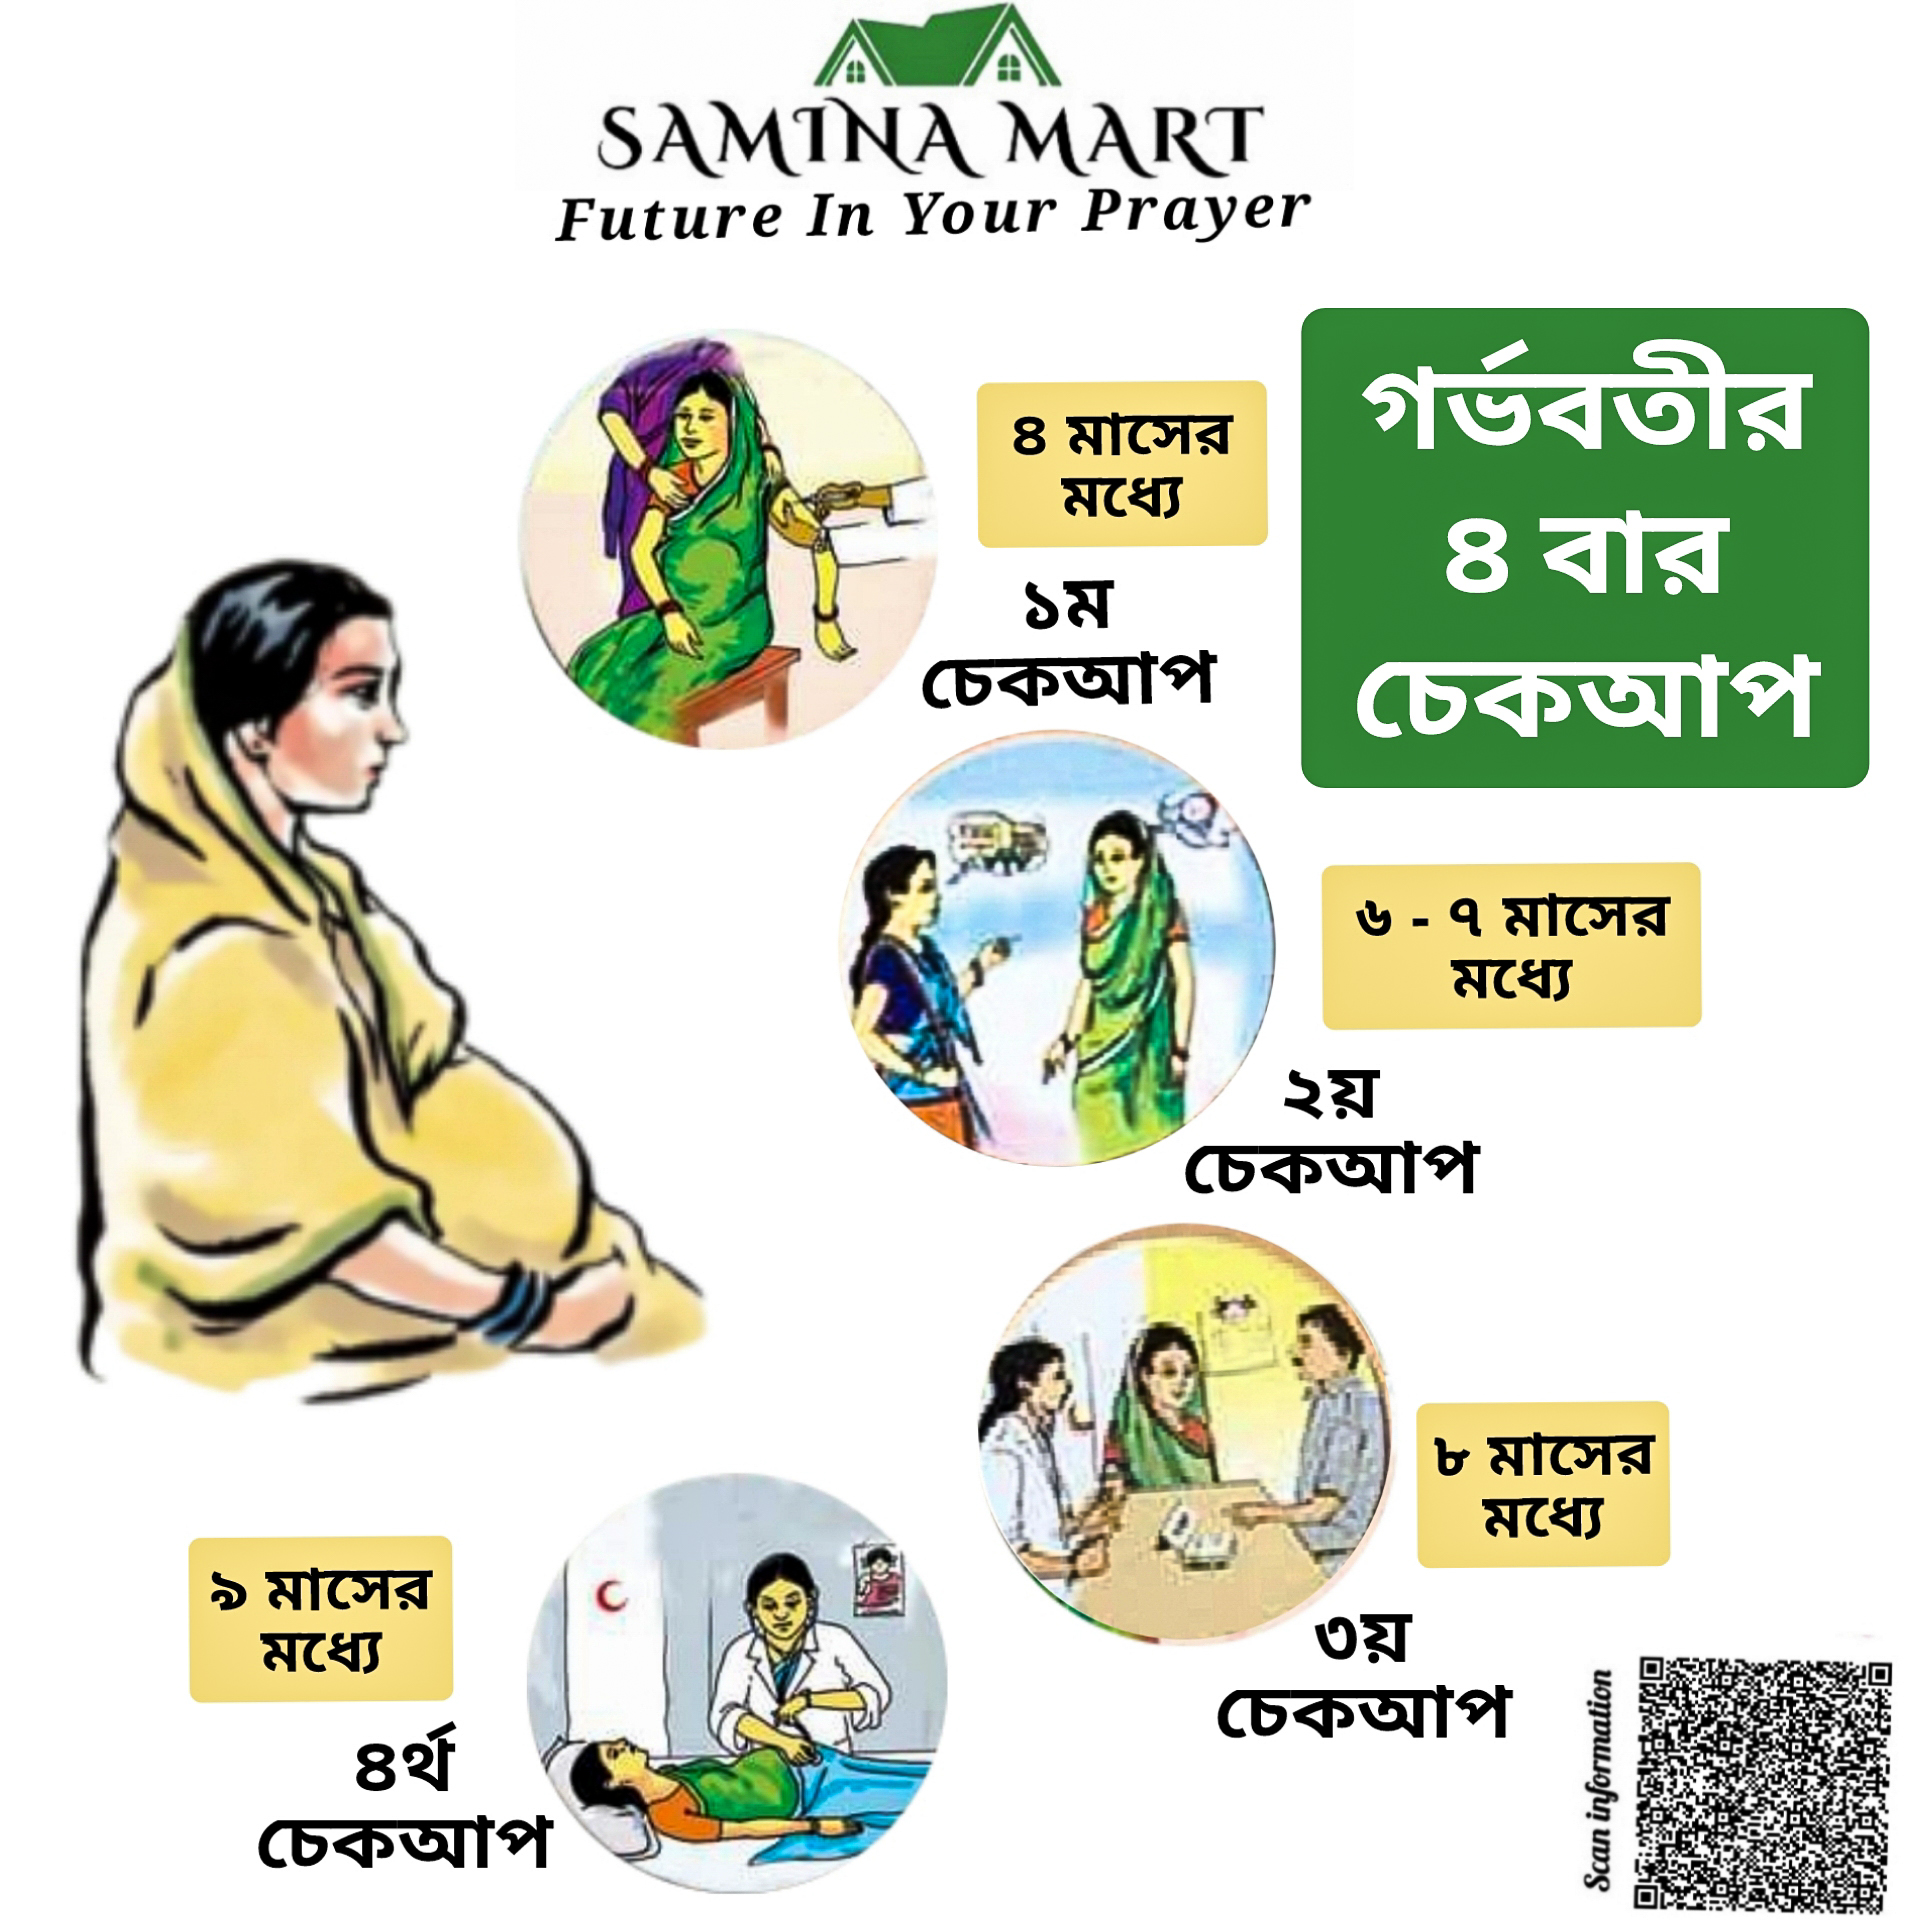 SAMINA MART
Future In Your Prayer
গর্ভবতীর
৪ বার
চেকআপ
৪ মাসের
মধ্যে
১ম
চেকআপ
৬ - ৭ মাসের
মধ্যে
২য়
চেকআপ
৮ মাসের
মধ্যে
৩য়
চেকআপ
৯ মাসের
মধ্যে
৪র্থ
চেকআপ
Scan information